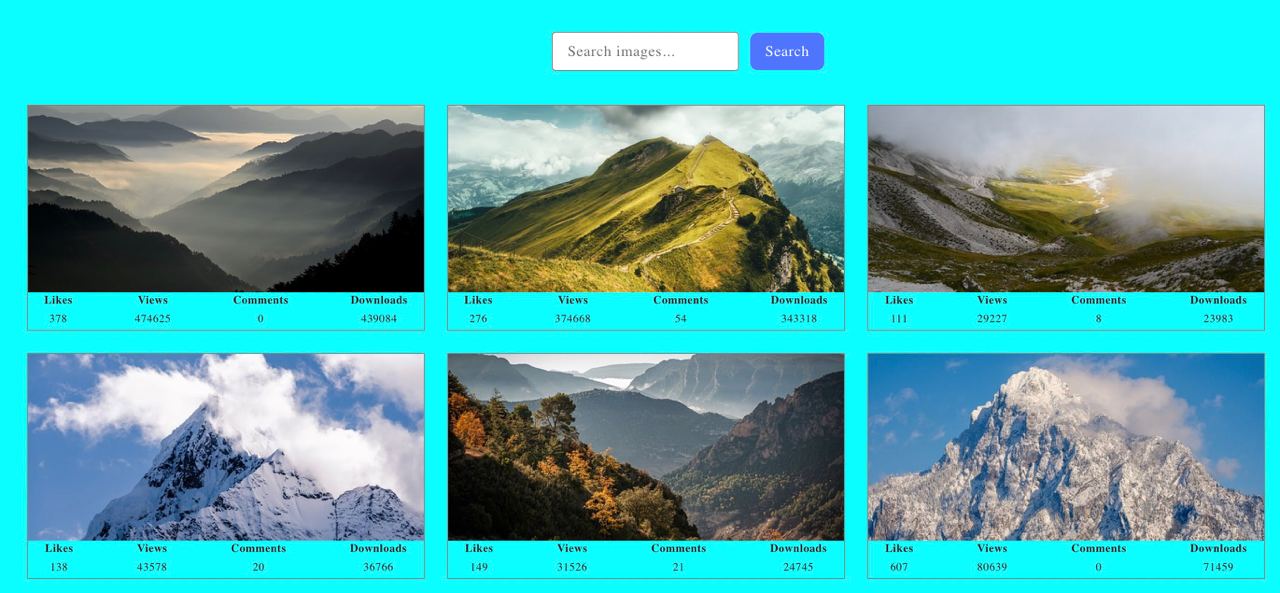 Search images... Search
Likes Views Comments Downloads
378 474625 0 439084
Likes Views Comments Downloads
276 374668 54 343318
Likes Views Comments Downloads
111 29227 8 23983
Likes Views Comments Downloads
138 43578 20 36766
Likes Views Comments Downloads
149 31526 21 24745
Likes Views Comments Downloads
607 80639 0 71459